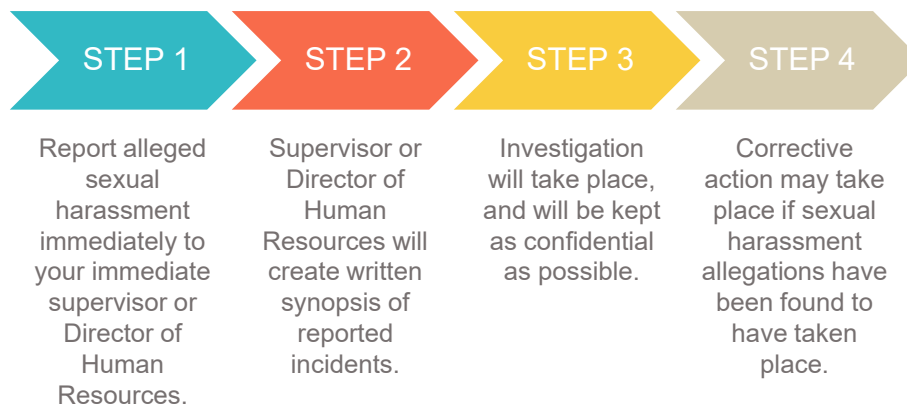 STEP 1
Report alleged
sexual
harassment
immediately to
your immediate
supervisor or
Director of
Human
Resources.
STEP 2
Supervisor or
Director of
Human
Resources will
create written
synopsis of
reported
incidents.
STEP 3
Investigation
will take place,
and will be kept
as confidential
as possible.
STEP 4
Corrective
action may take
place if sexual
harassment
allegations have
been found to
have taken
place.